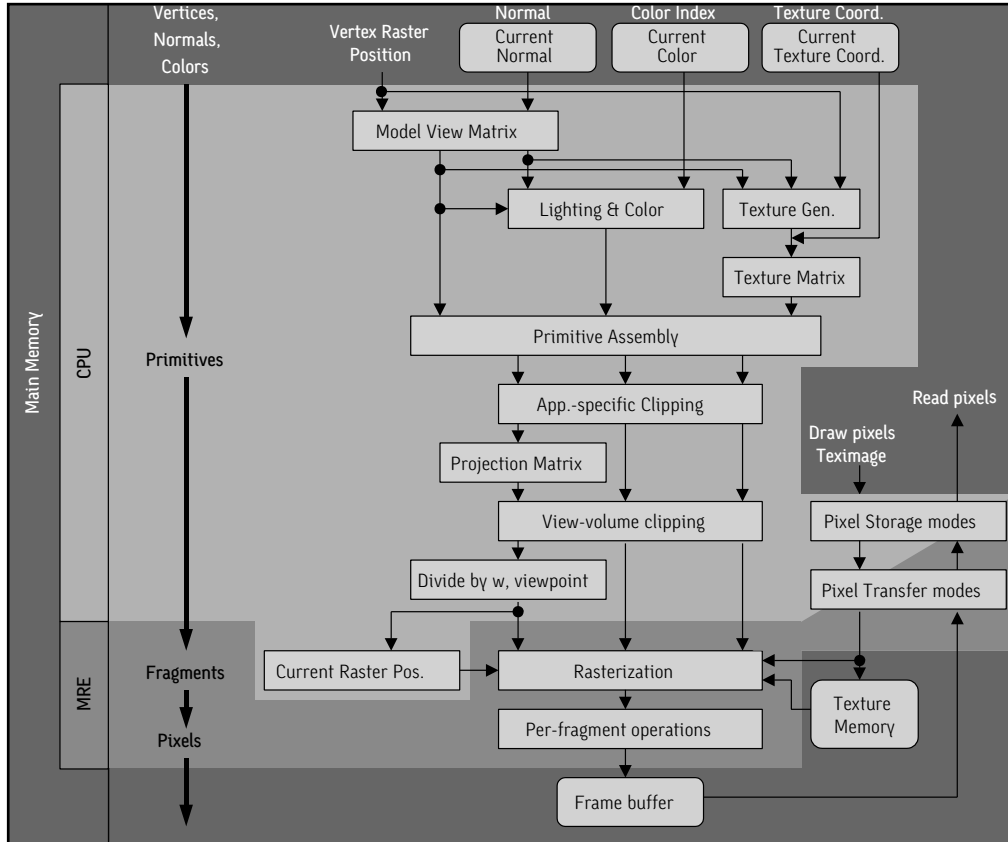 Vertices,
Normals,
Colors
Vertex Raster
Position
Normal
Current
Normal
Color Index
Current
Color
Texture Coord.
Current
Texture Coord.
Main Memory
CPU
MRE
Model View Matrix
Lighting & Color
Texture Gen.
Texture Matrix
Primitives
Primitive Assembly
App.-specific Clipping
Read pixels
Draw pixels
Teximage
Projection Matrix
View-volume clipping
Pixel Storage modes
Divide by w, viewpoint
Pixel Transfer modes
Fragments
Current Raster Pos.
Rasterization
Texture
Memory
Pixels
Per-fragment operations
Frame buffer